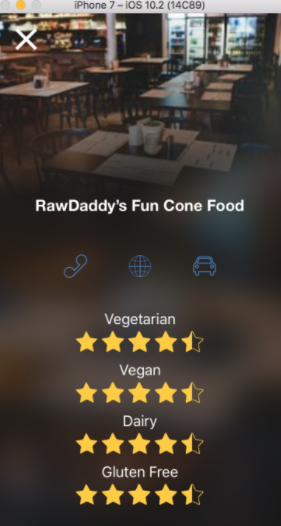 iPhone 7 – iOS 10.2 (14C89)
RawDaddy's Fun Cone Food
Vegetarian
Vegan
Dairy
Gluten Free